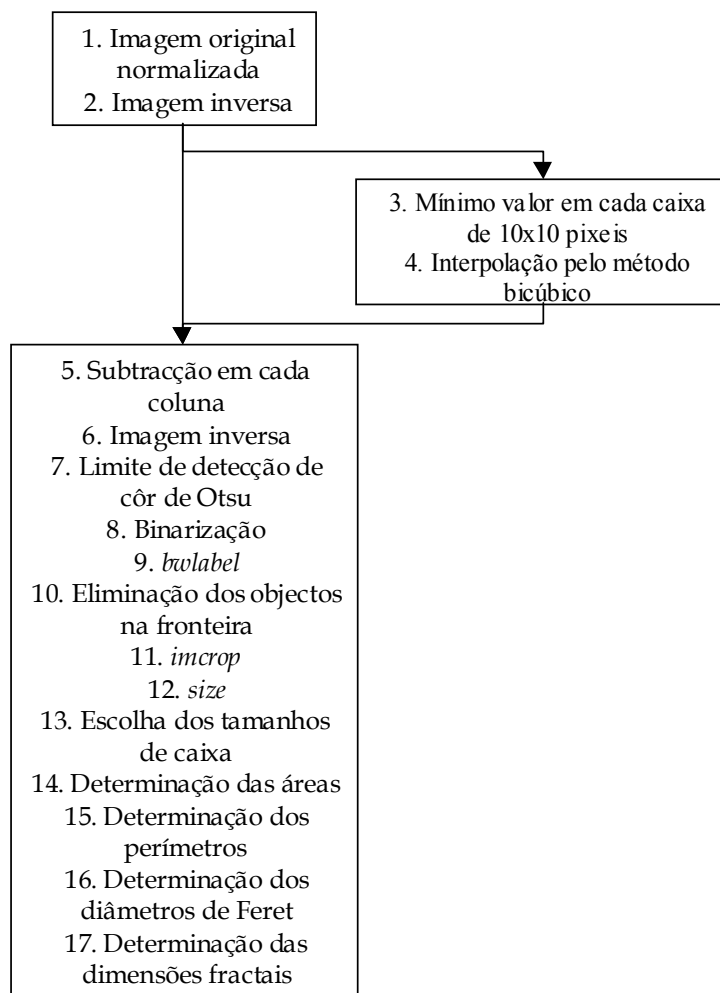 1. Imagem original
normalizada
2. Imagem inversa
3. Mínimo valor em cada caixa
de 10x10 pixeis
4. Interpolação pelo método
bicúbico
5. Subtracção em cada
coluna
6. Imagem inversa
7. Limite de detecção de
côr de Otsu
8. Binarização
9. bwlabel
10. Eliminação dos objectos
na fronteira
11. imcrop
12. size
13. Escolha dos tamanhos
de caixa
14. Determinação das áreas
15. Determinação dos
perímetros
16. Determinação dos
diâmetros de Feret
17. Determinação das
dimensões fractais